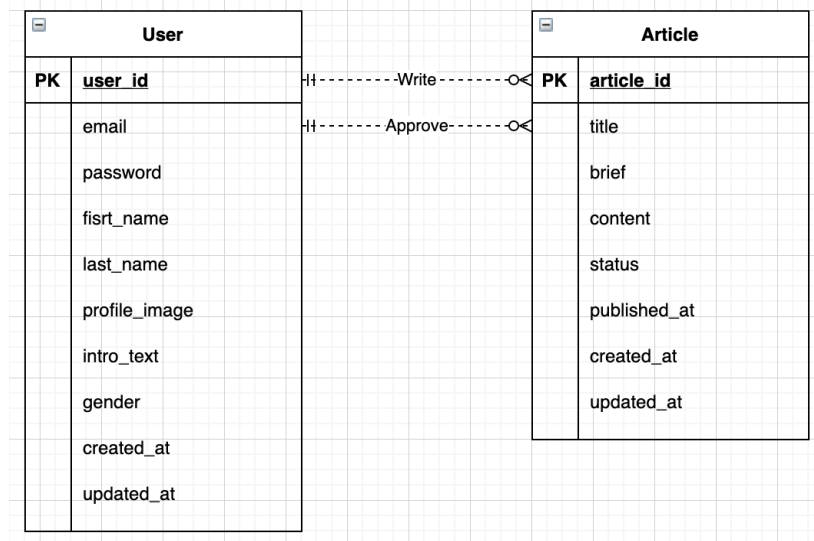 User
PK user_id
email
password
fisrt_name
last_name
profile_image
intro_text
gender
created_at
updated_at
Write
Approve
Article
PK article_id
title
brief
content
status
published_at
created_at
updated_at